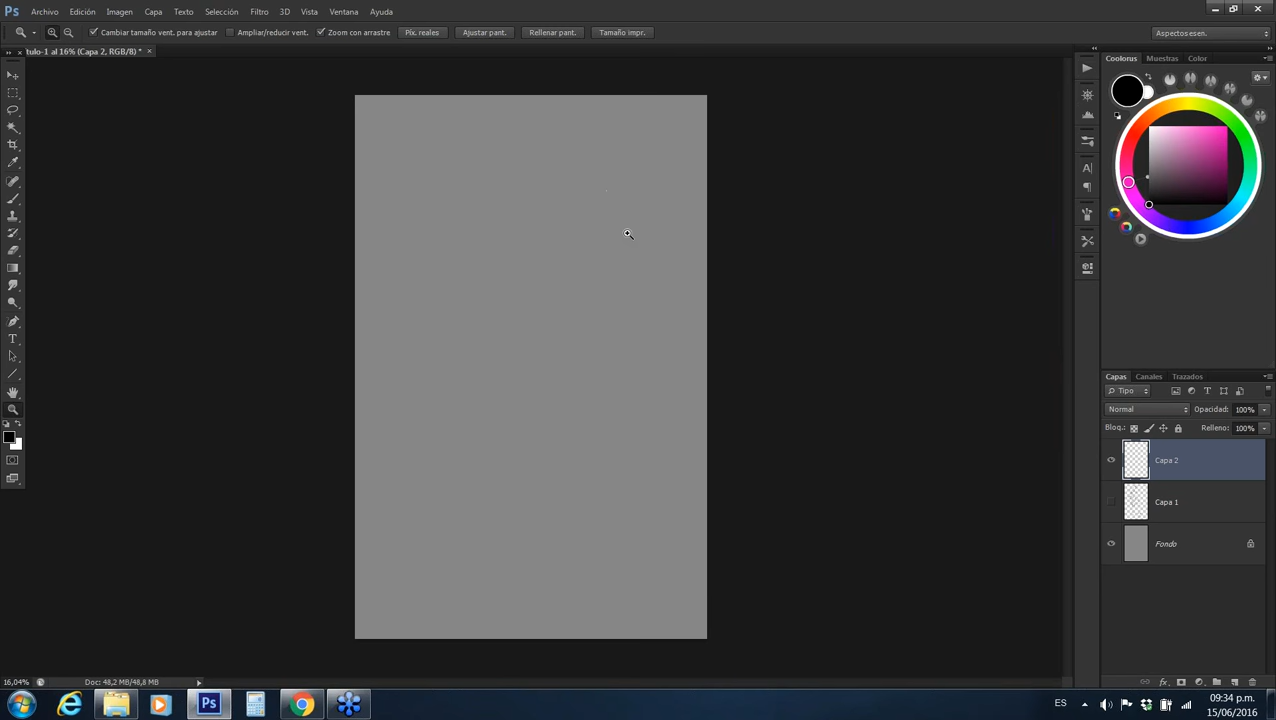 Ps Archivo Edición Imagen Capa Texto Selección Filtro 3D Vista Ventana Ayuda
Cambiar tamaño vent. para ajustar Ampliar/reducir vent. Zoom con arrastre Píx. reales Ajustar pant. Rellenar pant. Tamaño impr. Aspectos esen.
tulo-1 al 16% (Capa 2, RGB/8) *
Coolorus Muestras Color
Capas Canales Trazados
Tipo
Normal Opacidad: 100%
Bloq.: Relleno: 100%
Capa 2
Capa 1
Fondo
16,04% Doc: 48,2 MB/48,8 MB
Ps ES 09:34 p.m.
15/06/2016